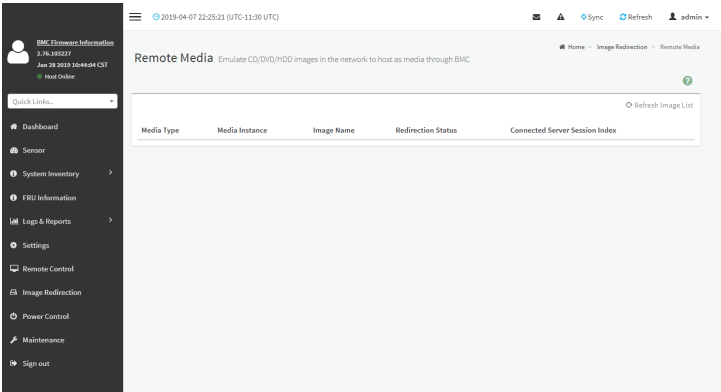 2019-04-07 22:25:21 (UTC-11:30 UTC)
Sync
Refresh
admin
BMC Firmware Information
2.76.103227
Jan 28 2019 10:44:04 CST
Host Online
Quick Links..
Dashboard
Sensor
System Inventory
FRU Information
Logs & Reports
Settings
Remote Control
Image Redirection
Power Control
Maintenance
Sign out
Remote Media Emulate CD/DVD/HDD images in the network to host as media through BMC
Home Image Redirection Remote Media
Refresh Image List
Media Type Media Instance Image Name Redirection Status Connected Server Session Index